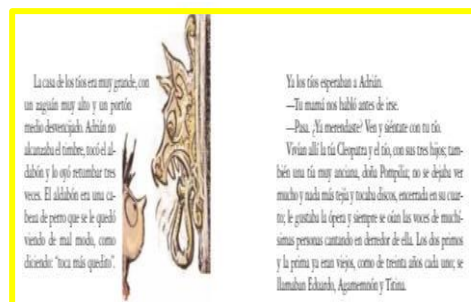 La casa de los tíos era muy grande, con
un zaguán muy alto y un portón
medio desvencijado. Adrián no
alcanzaba el timbre, tocó el al-
dabón y lo oyó retumbar tres
veces. El aldabón era una ca-
beza de perro que se le quedó
viendo de mal modo, como
diciendo: "toca más quedito".
Ya los tíos esperaban a Adrián.
—Tu mamá nos habló antes de irse.
—Pasa. ¿Ya merendaste? Ven y siéntate con tu tío.
Vivían allí la tía Cleopatra y el tío, con sus tres hijos; tam-
bién una tía muy anciana, doña Pompilia; no se dejaba ver
mucho y nada más tejía y tocaba discos, encerrada en su cuar-
to; le gustaba la ópera y siempre se oían las voces de muchí-
simas personas cantando en derredor de ella. Los dos primos
y la prima ya eran viejos, como de treinta años cada uno; se
llamaban Eduardo, Agamemnón y Titina.